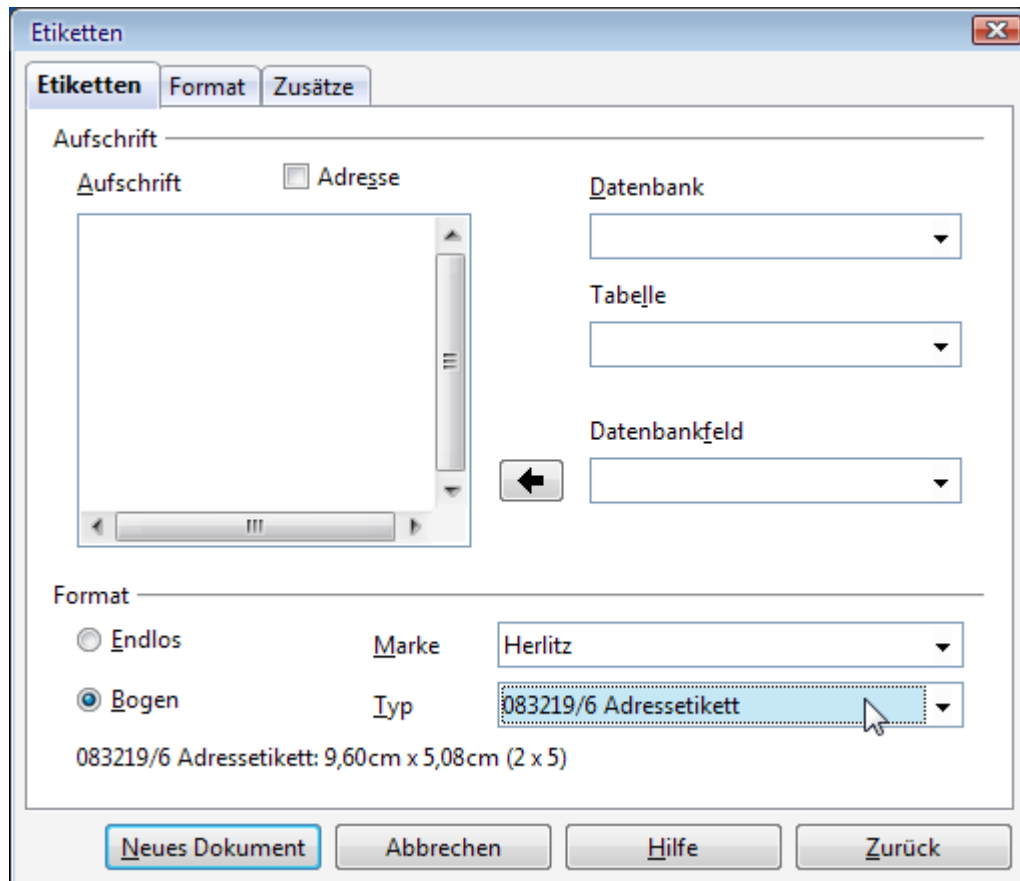 Etiketten
Etiketten Format Zusätze
Aufschrift
Aufschrift Adresse
Datenbank
Tabelle
Datenbankfeld
Format
Endlos Marke Herlitz
Bogen Typ 083219/6 Adressetikett
083219/6 Adressetikett: 9,60cm x 5,08cm (2 x 5)
Neues Dokument Abbrechen Hilfe Zurück